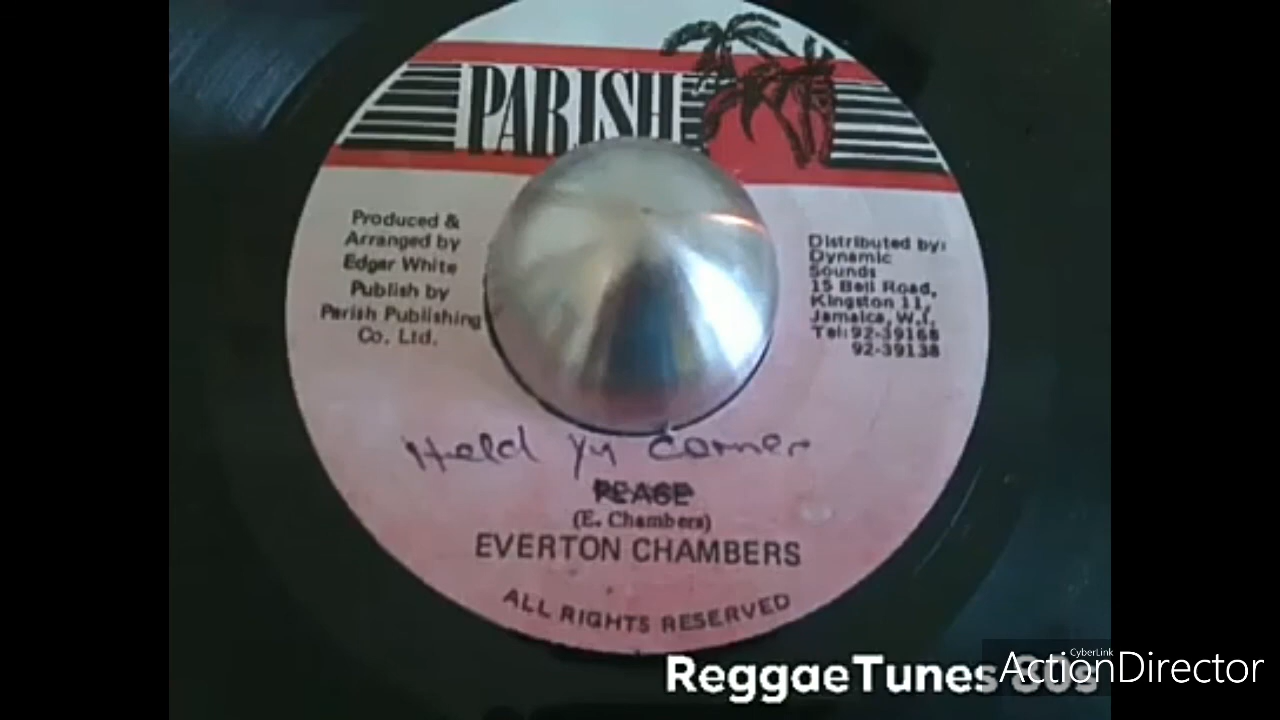 PARISH
Produced &
Arranged by
Edgar White
Publish by
Parish Publishing
Co. Ltd.
Distributed by:
Dynamic
Sounds
15 Bell Road,
Kingston 11,
Jamaica, W.I.
Tel: 92-39168
92-39138
Hold Yu Corner
PEACE
(E. Chambers)
EVERTON CHAMBERS
ALL RIGHTS RESERVED
ReggaeTunes 80s
CyberLink
ActionDirector